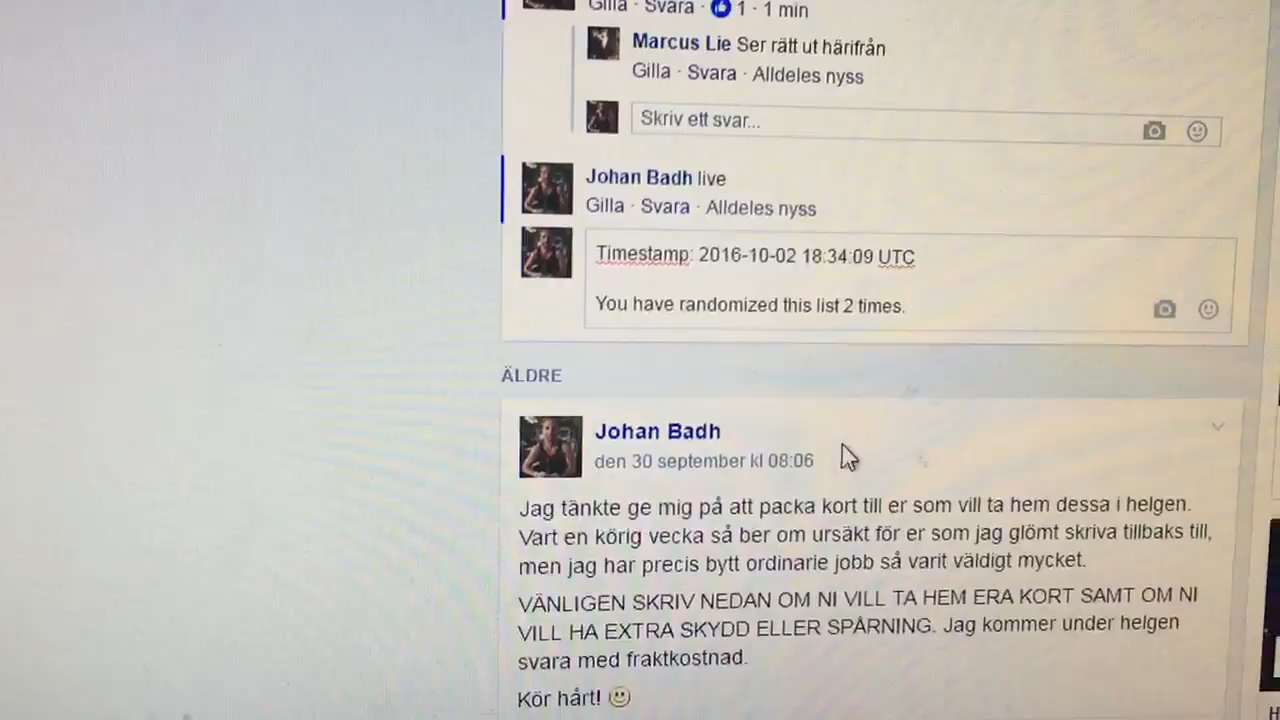 Gilla · Svara · 1 · 1 min
Marcus Lie Ser rätt ut härifrån
Gilla · Svara · Alldeles nyss
Skriv ett svar...
Johan Badh live
Gilla · Svara · Alldeles nyss
Timestamp: 2016-10-02 18:34:09 UTC
You have randomized this list 2 times.
ÄLDRE
Johan Badh
den 30 september kl 08:06
Jag tänkte ge mig på att packa kort till er som vill ta hem dessa i helgen.
Vart en körig vecka så ber om ursäkt för er som jag glömt skriva tillbaks till,
men jag har precis bytt ordinarie jobb så varit väldigt mycket.
VÄNLIGEN SKRIV NEDAN OM NI VILL TA HEM ERA KORT SAMT OM NI
VILL HA EXTRA SKYDD ELLER SPÅRNING. Jag kommer under helgen
svara med fraktkostnad.
Kör hårt!
H